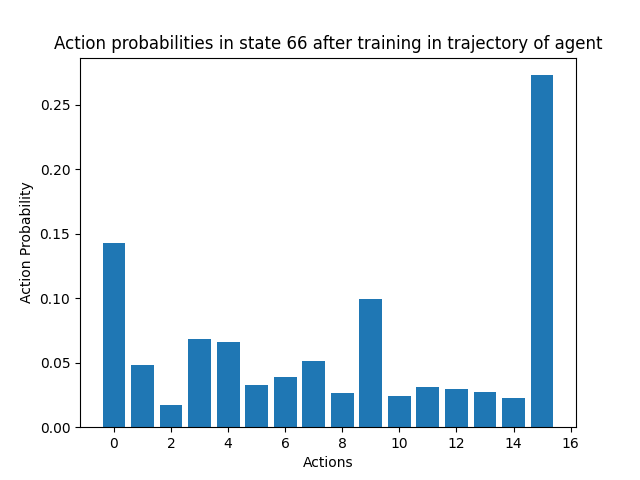 Action probabilities in state 66 after training in trajectory of agent
0.25
0.20
0.15
0.10
0.05
0.00
Action Probability
0 2 4 6 8 10 12 14 16
Actions